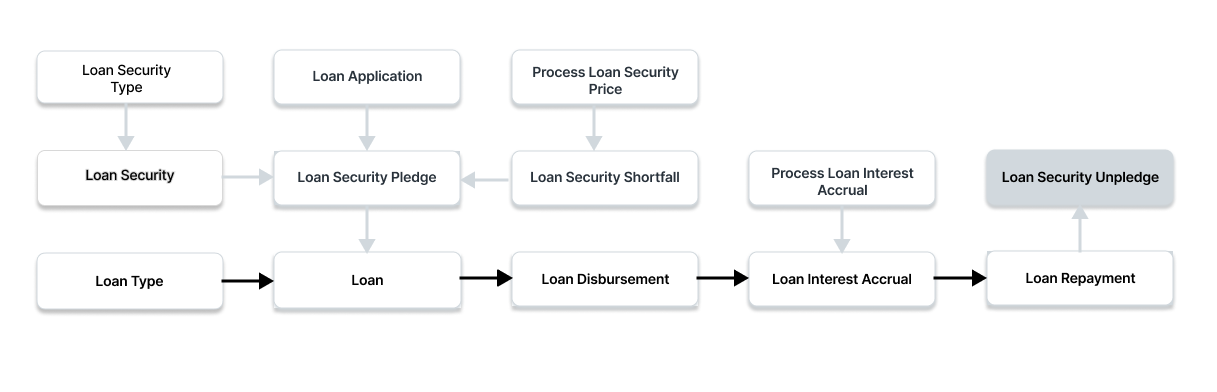 Loan Security
Type
Loan Application
Process Loan Security
Price
Loan Security
Loan Security Pledge
Loan Security Shortfall
Process Loan Interest
Accrual
Loan Security Unpledge
Loan Type
Loan
Loan Disbursement
Loan Interest Accrual
Loan Repayment